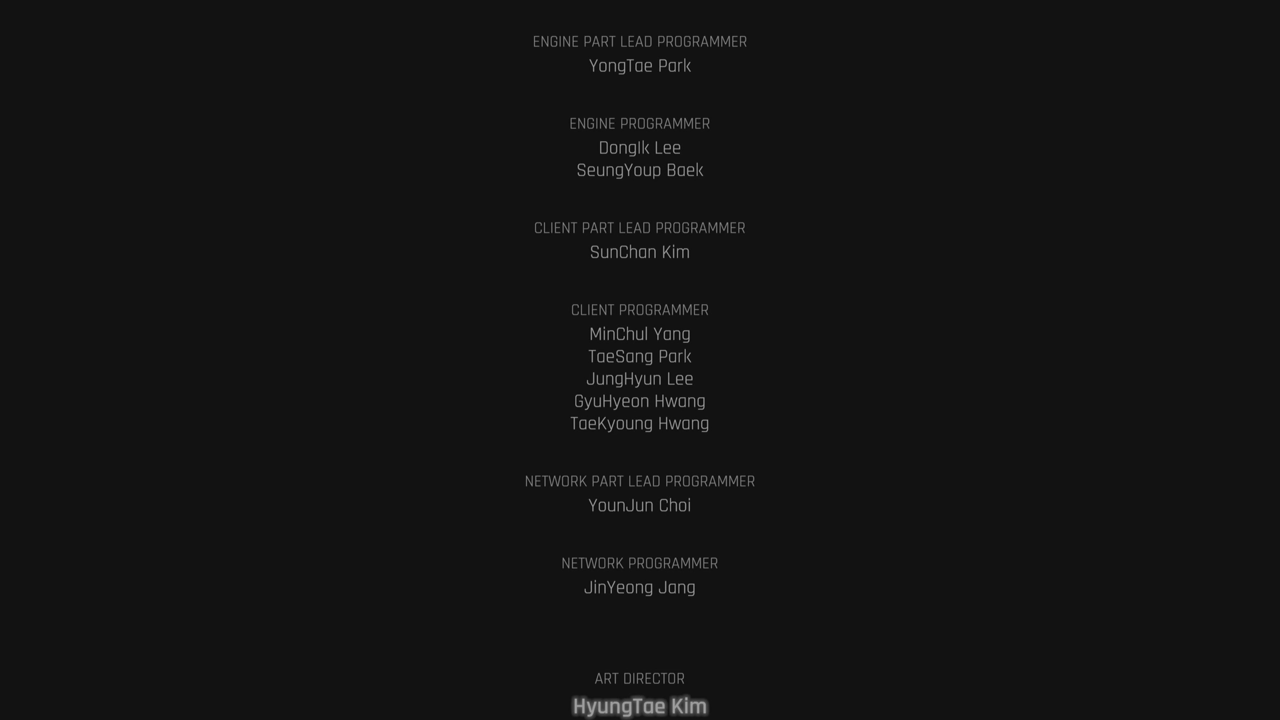 ENGINE PART LEAD PROGRAMMER
YongTae Park
ENGINE PROGRAMMER
DongIk Lee
SeungYoup Baek
CLIENT PART LEAD PROGRAMMER
SunChan Kim
CLIENT PROGRAMMER
MinChul Yang
TaeSang Park
JungHyun Lee
GyuHyeon Hwang
TaeKyoung Hwang
NETWORK PART LEAD PROGRAMMER
YounJun Choi
NETWORK PROGRAMMER
JinYeong Jang
ART DIRECTOR
HyungTae Kim